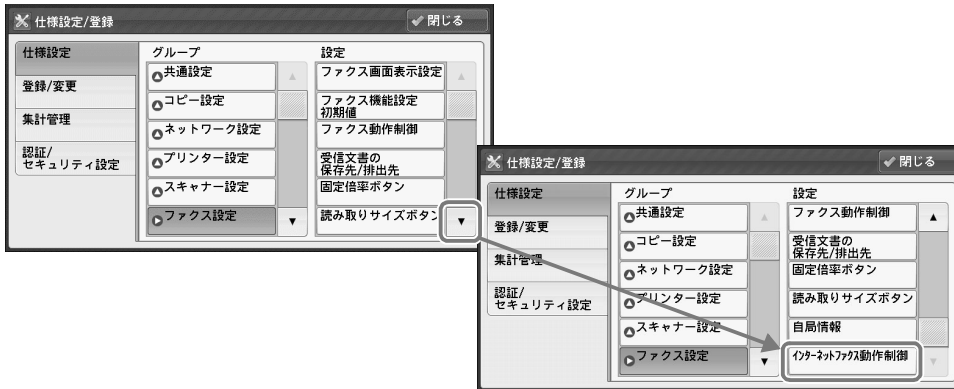 仕様設定/登録
閉じる
仕様設定
登録/変更
集計管理
認証/
セキュリティ設定
グループ
共通設定
コピー設定
ネットワーク設定
プリンター設定
スキャナー設定
ファクス設定
設定
ファクス画面表示設定
ファクス機能設定
初期値
ファクス動作制御
受信文書の
保存先/排出先
固定倍率ボタン
読み取りサイズボタン
仕様設定/登録
閉じる
仕様設定
登録/変更
集計管理
認証/
セキュリティ設定
グループ
共通設定
コピー設定
ネットワーク設定
プリンター設定
スキャナー設定
ファクス設定
設定
ファクス動作制御
受信文書の
保存先/排出先
固定倍率ボタン
読み取りサイズボタン
自局情報
インターネットファクス動作制御